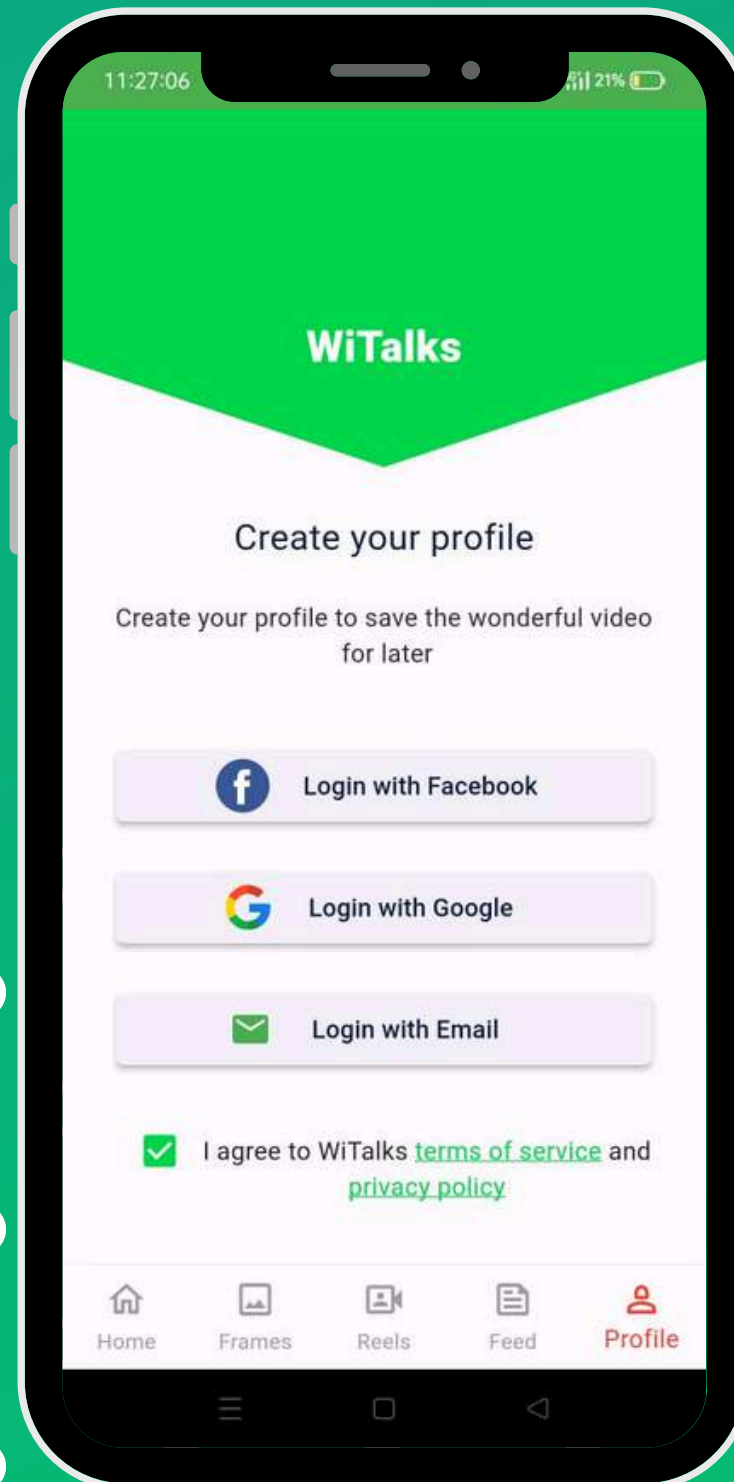 11:27:06
21%
WiTalks
Create your profile
Create your profile to save the wonderful video
for later
Login with Facebook
Login with Google
Login with Email
I agree to WiTalks terms of service and
privacy policy
Home Frames Reels Feed Profile